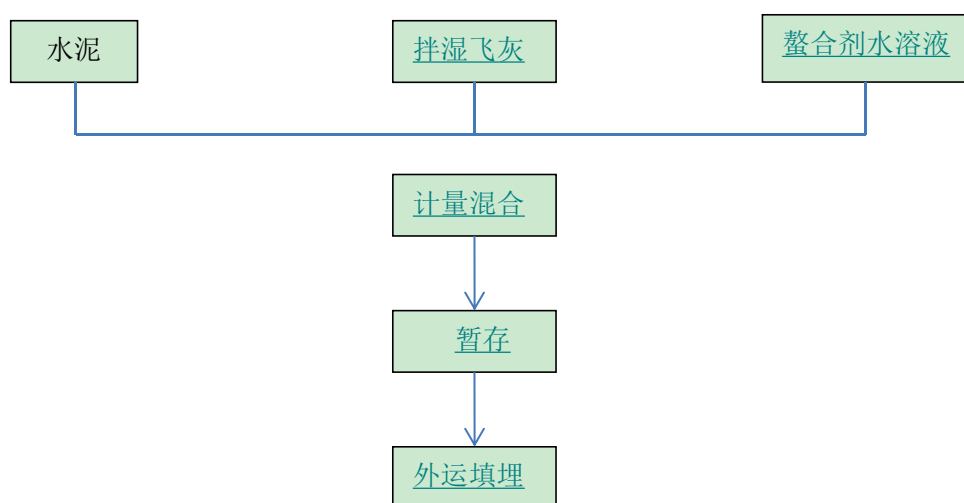 水泥
拌湿飞灰
螯合剂水溶液
计量混合
暂存
外运填埋